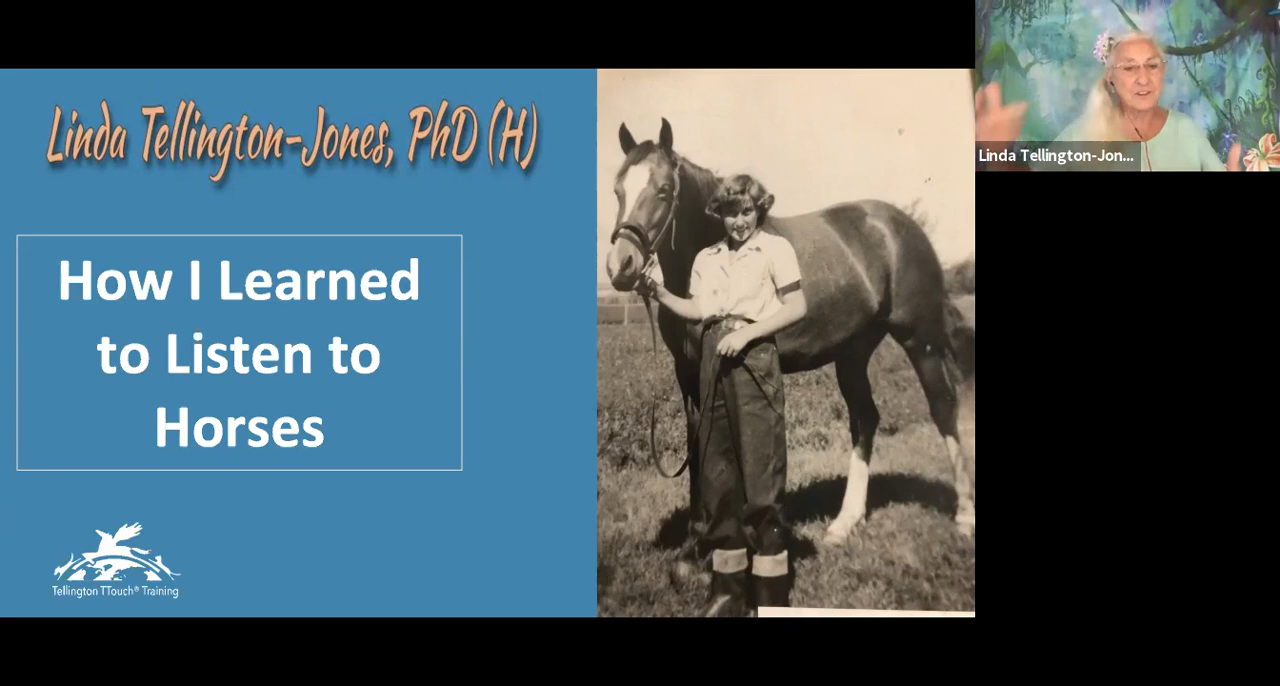 Linda Tellington-Jones, PhD (H)
How I Learned
to Listen to
Horses
Tellington TTouch® Training
Linda Tellington-Jon...